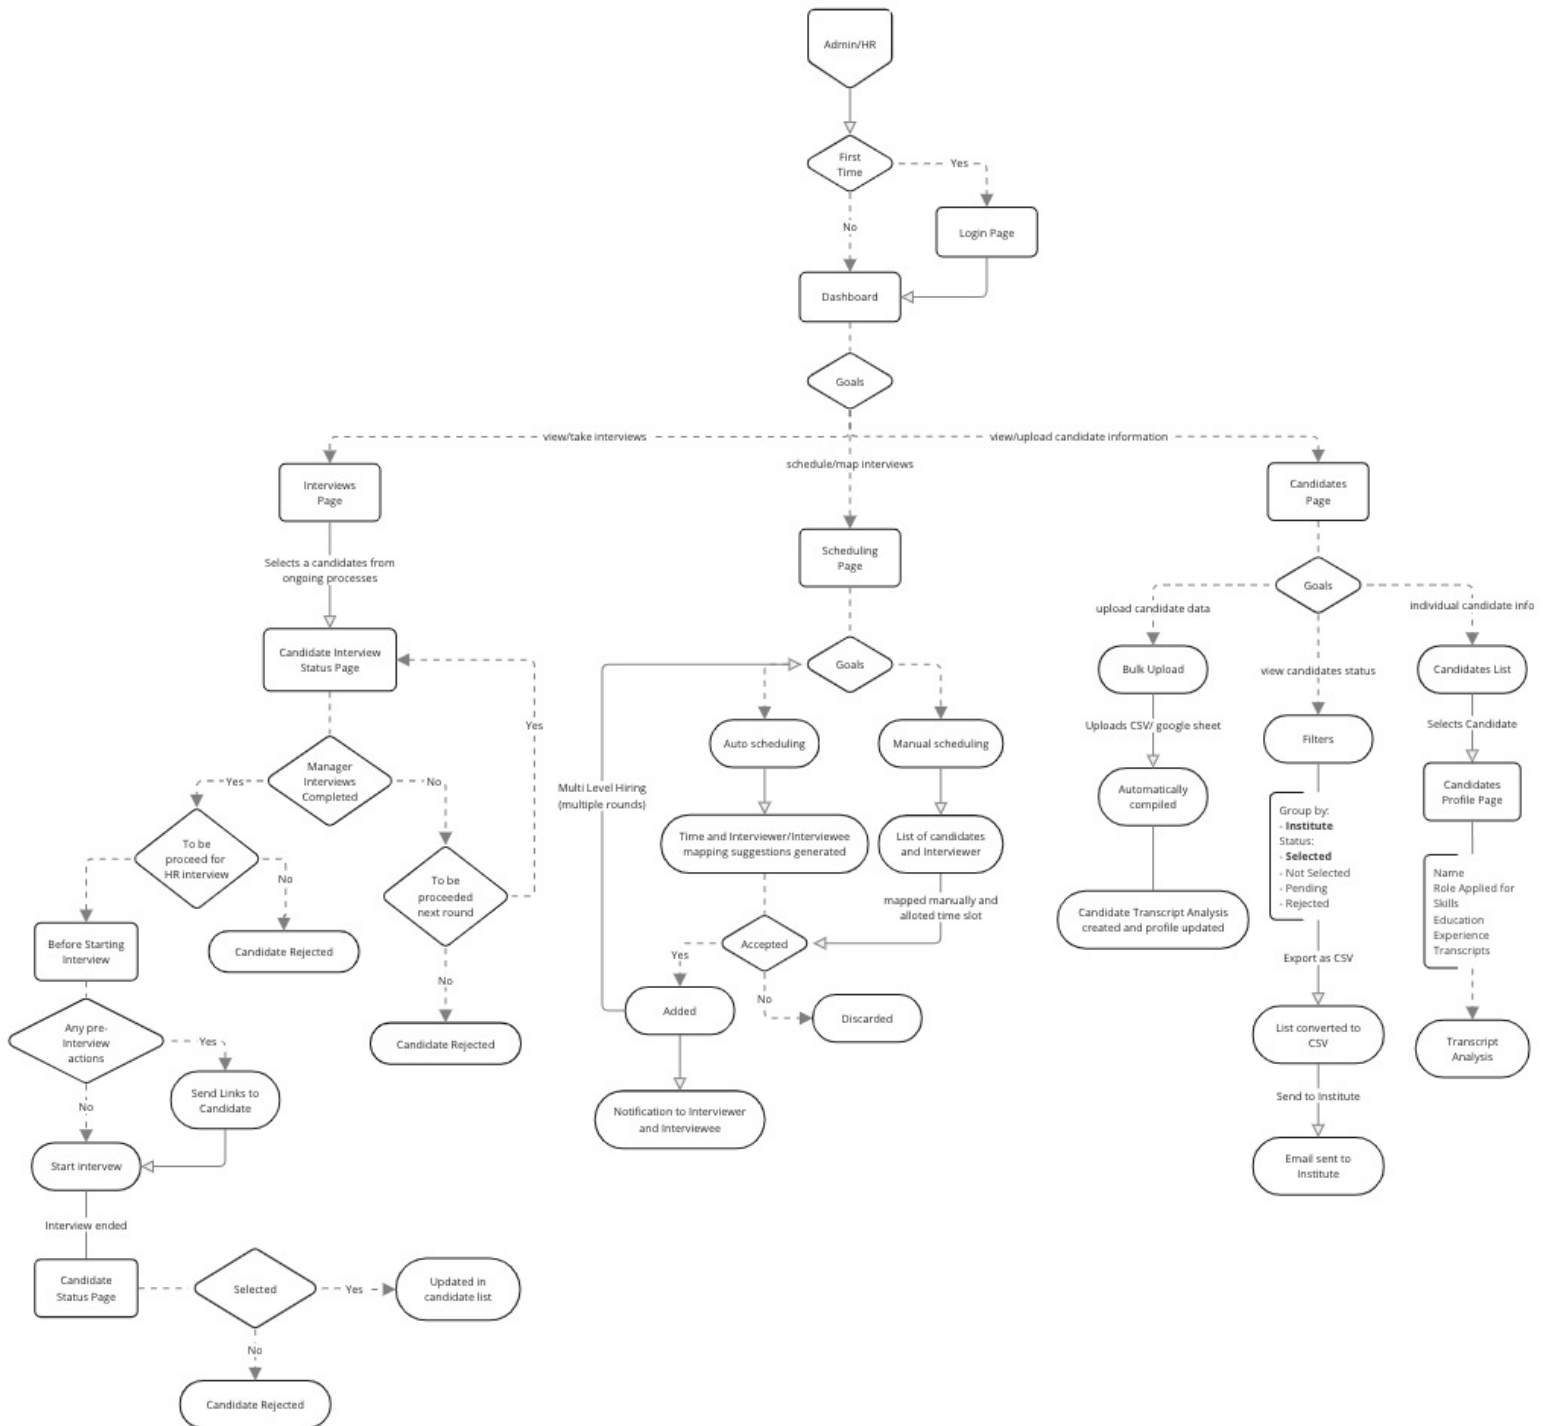 Admin/HR
First
Time
Yes
No
Login Page
Dashboard
Goals
view/take interviews
view/upload candidate information
schedule/map interviews
Interviews
Page
Selects a candidates from
ongoing processes
Candidate Interview
Status Page
Yes
Manager
Interviews
Completed
Yes
No
To be
proceed for
HR interview
No
To be
proceeded
next round
Before Starting
Interview
Candidate Rejected
No
Candidate Rejected
Any pre-
Interview
actions
Yes
Send Links to
Candidate
No
Start intervew
Interview ended
Candidate
Status Page
Selected
Yes
Updated in
candidate list
No
Candidate Rejected
Scheduling
Page
Goals
Auto scheduling
Manual scheduling
Multi Level Hiring
(multiple rounds)
Time and Interviewer/Interviewee
mapping suggestions generated
List of candidates
and Interviewer
mapped manually and
alloted time slot
Accepted
Yes
No
Added
Discarded
Notification to Interviewer
and Interviewee
Candidates
Page
Goals
upload candidate data
individual candidate info
view candidates status
Bulk Upload
Uploads CSV/ google sheet
Automatically
compiled
Candidate Transcript Analysis
created and profile updated
Filters
Group by:
- Institute
Status:
- Selected
- Not Selected
- Pending
- Rejected
Export as CSV
List converted to
CSV
Send to Institute
Email sent to
Institute
Candidates List
Selects Candidate
Candidates
Profile Page
Name
Role Applied for
Skills
Education
Experience
Transcripts
Transcript
Analysis